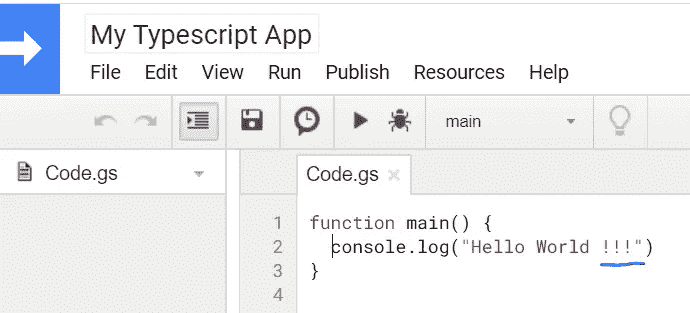 My Typescript App
File Edit View Run Publish Resources Help
main
Code.gs
Code.gs ×
1 function main() {
2   console.log("Hello World !!!")
3 }
4